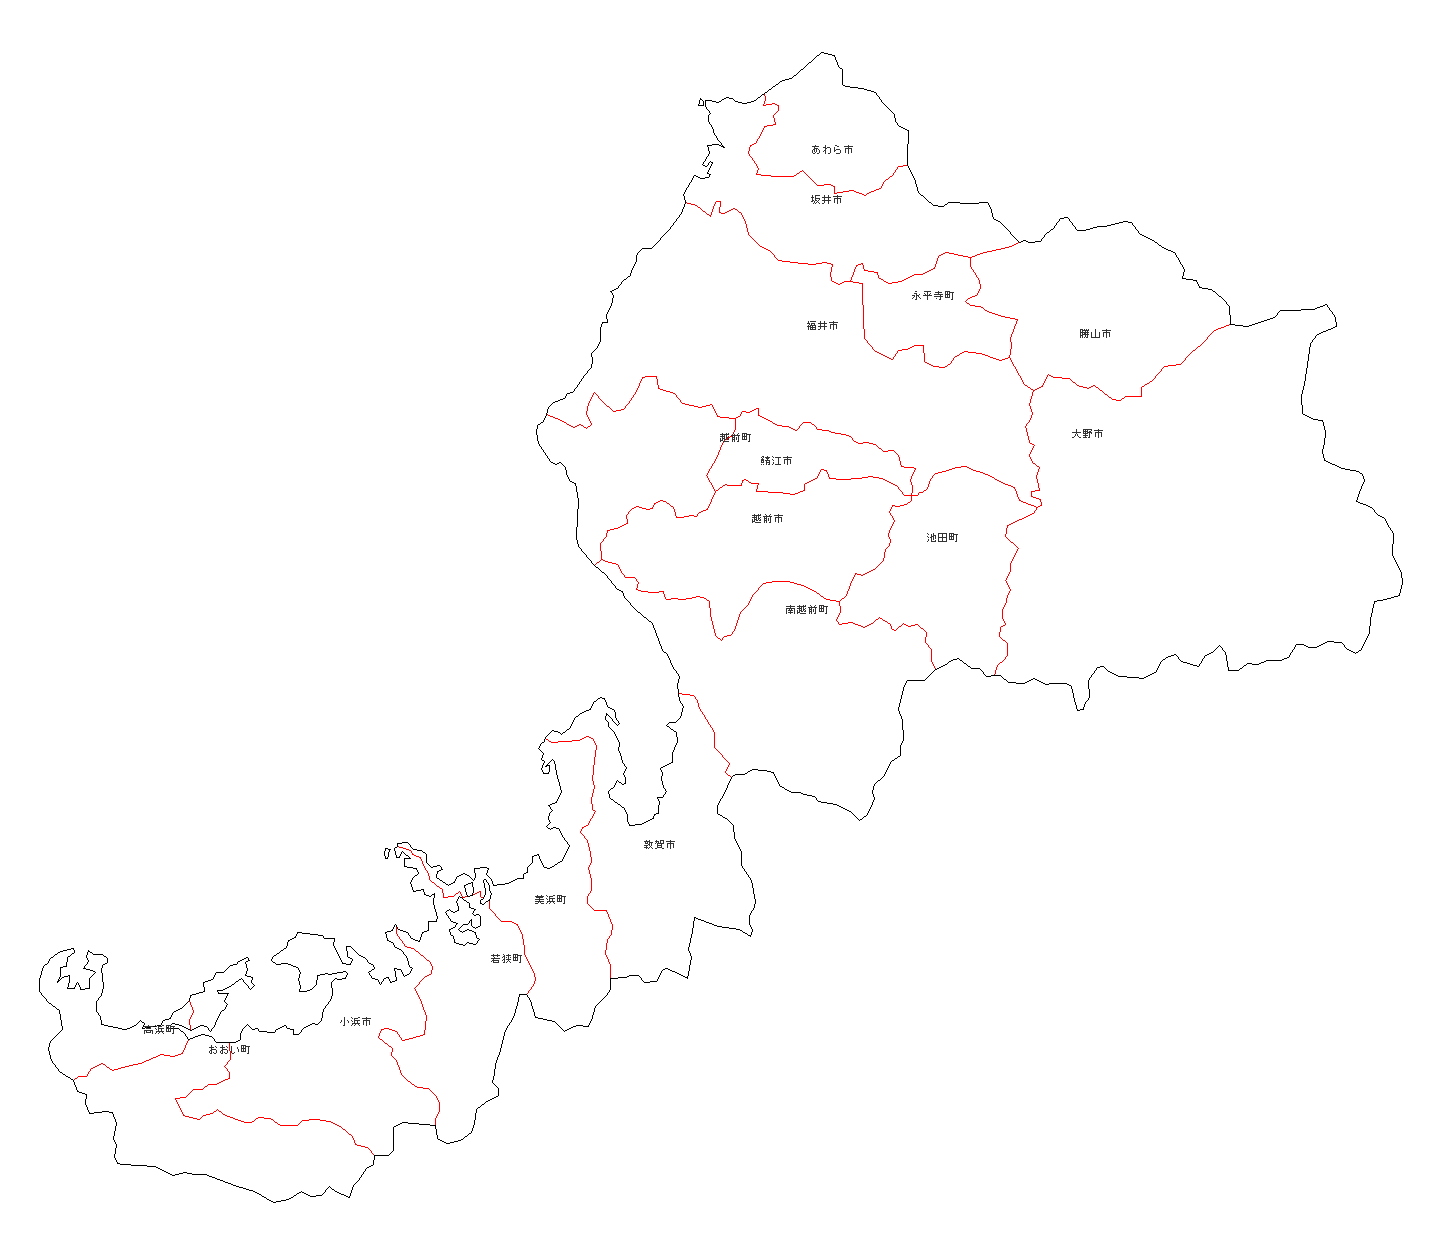 あわら市
坂井市
永平寺町
福井市
勝山市
大野市
越前町
鯖江市
越前市
池田町
南越前町
敦賀市
美浜町
若狭町
小浜市
高浜町
おおい町